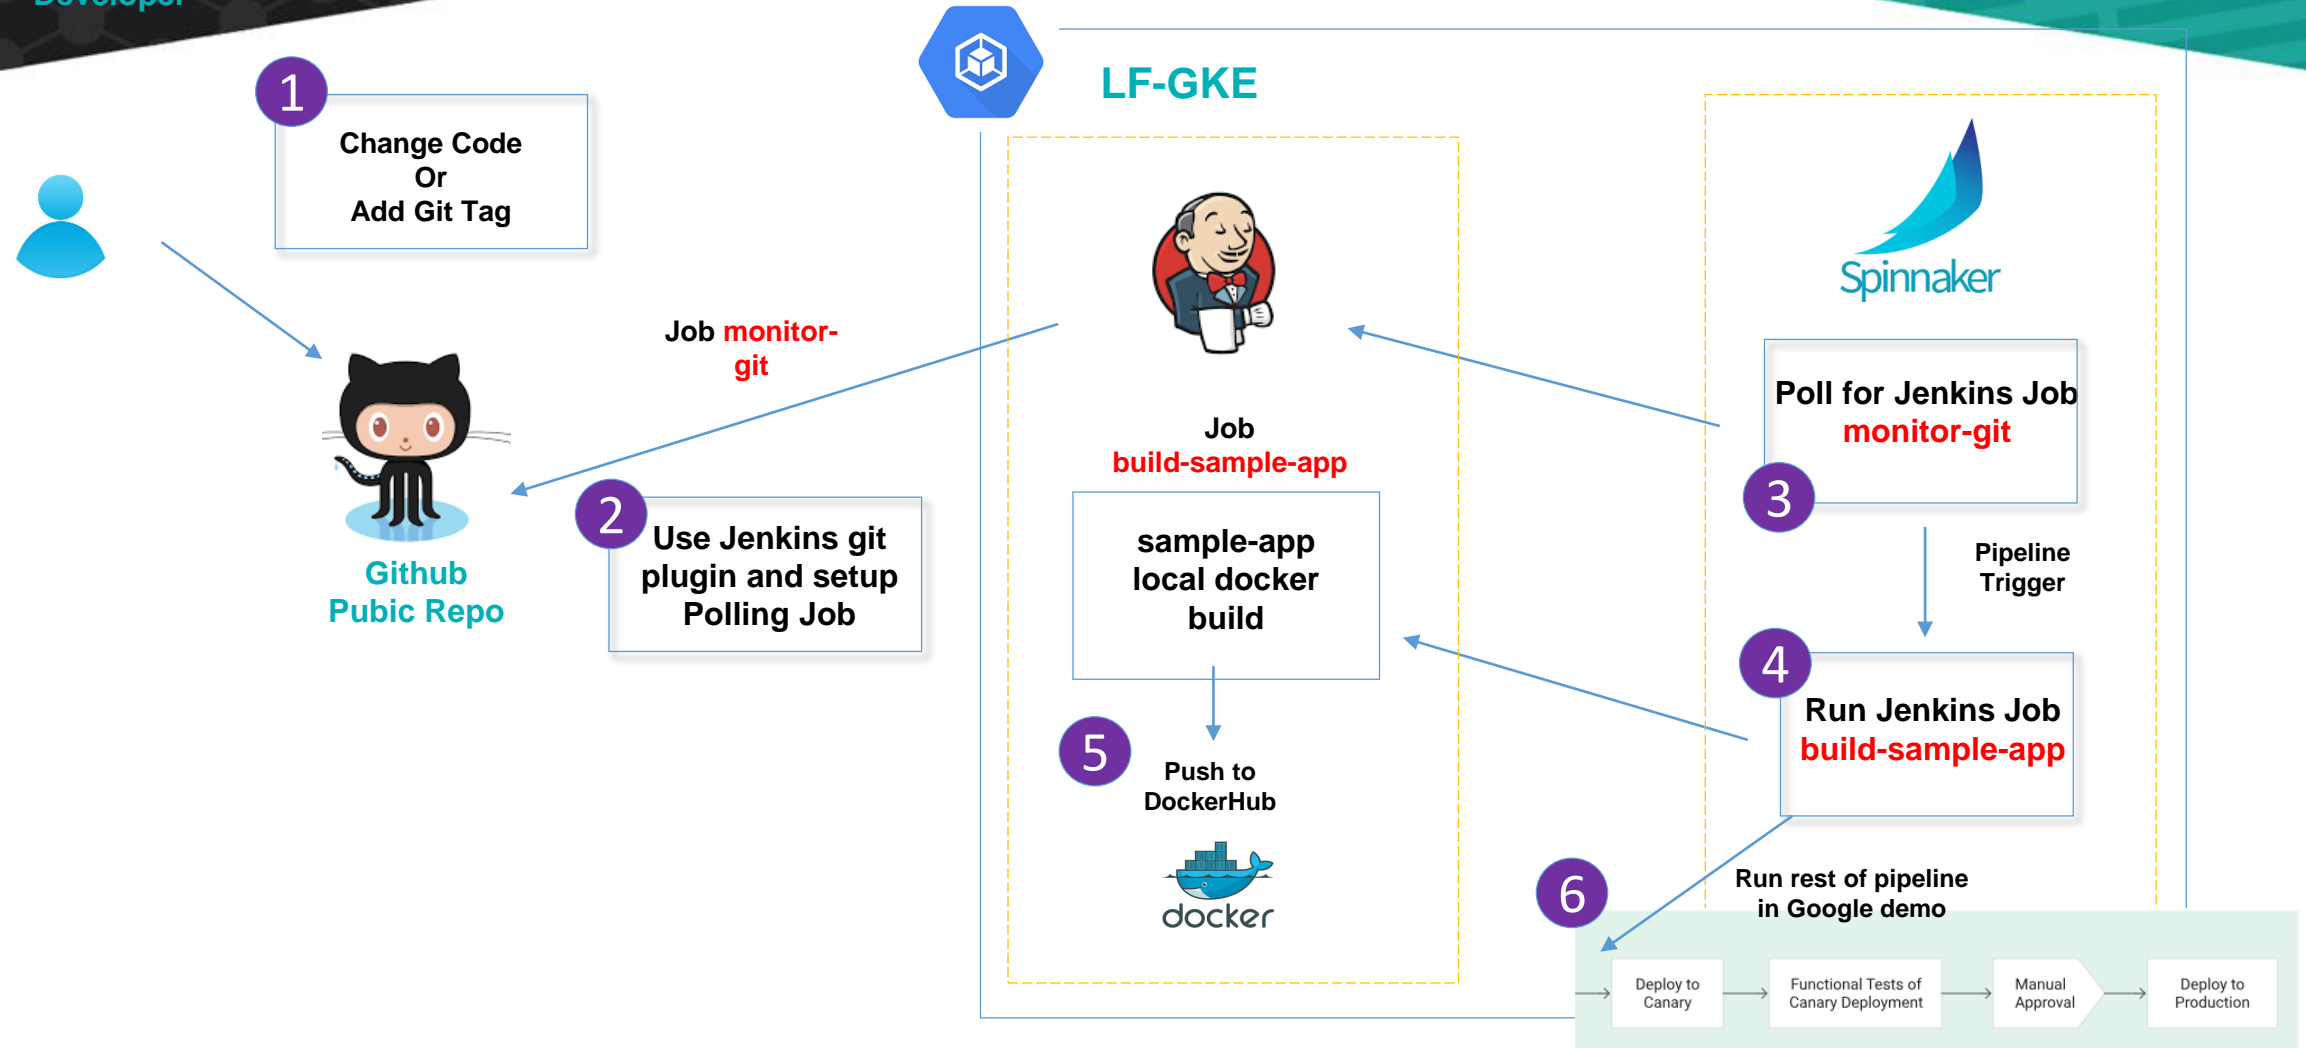 Developer
1
Change Code
Or
Add Git Tag
LF-GKE
Spinnaker
Job monitor-
git
Github
Pubic Repo
2
Use Jenkins git
plugin and setup
Polling Job
Job
build-sample-app
sample-app
local docker
build
5
Push to
DockerHub
docker
Poll for Jenkins Job
monitor-git
3
Pipeline
Trigger
4
Run Jenkins Job
build-sample-app
6
Run rest of pipeline
in Google demo
Deploy to
Canary
Functional Tests of
Canary Deployment
Manual
Approval
Deploy to
Production